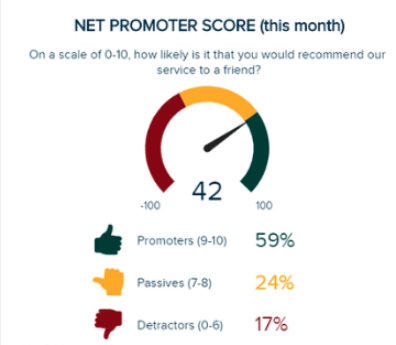 NET PROMOTER SCORE (this month)
On a scale of 0-10, how likely is it that you would recommend our
service to a friend?
42
-100
100
Promoters (9-10) 59%
Passives (7-8) 24%
Detractors (0-6) 17%